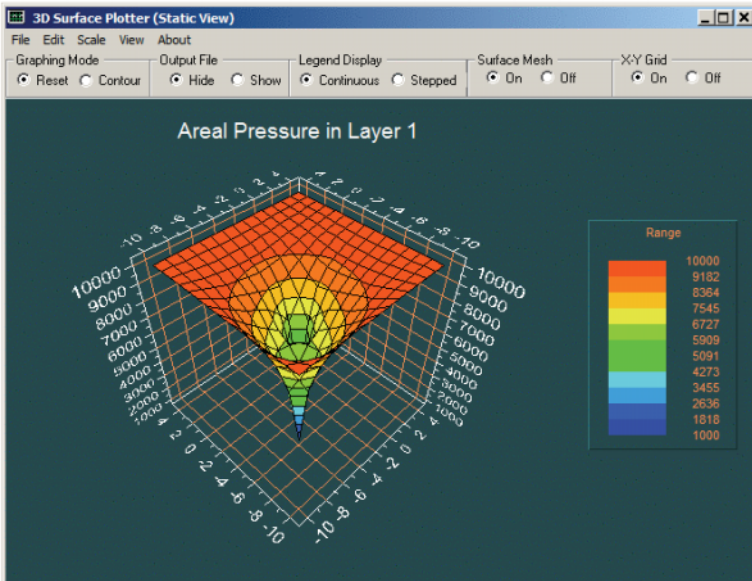 3D Surface Plotter (Static View)
File Edit Scale View About
Graphing Mode Output File Legend Display Surface Mesh X-Y Grid
Reset Contour Hide Show Continuous Stepped On Off On Off
Areal Pressure in Layer 1
Range
10000
9182
8364
7545
6727
5909
5091
4273
3455
2636
1818
1000
-10 -8 -6 -4 -2 0 2 4
4 2 0 -2 -4 -6 -8 -10
10000 10000
9000 9000
8000 8000
7000 7000
6000 6000
5000 5000
4000 4000
3000 3000
2000 2000
1000 1000
4 2 0 -2 -4 -6 -8 -10
-10 -8 -6 -4 -2 0 2 4